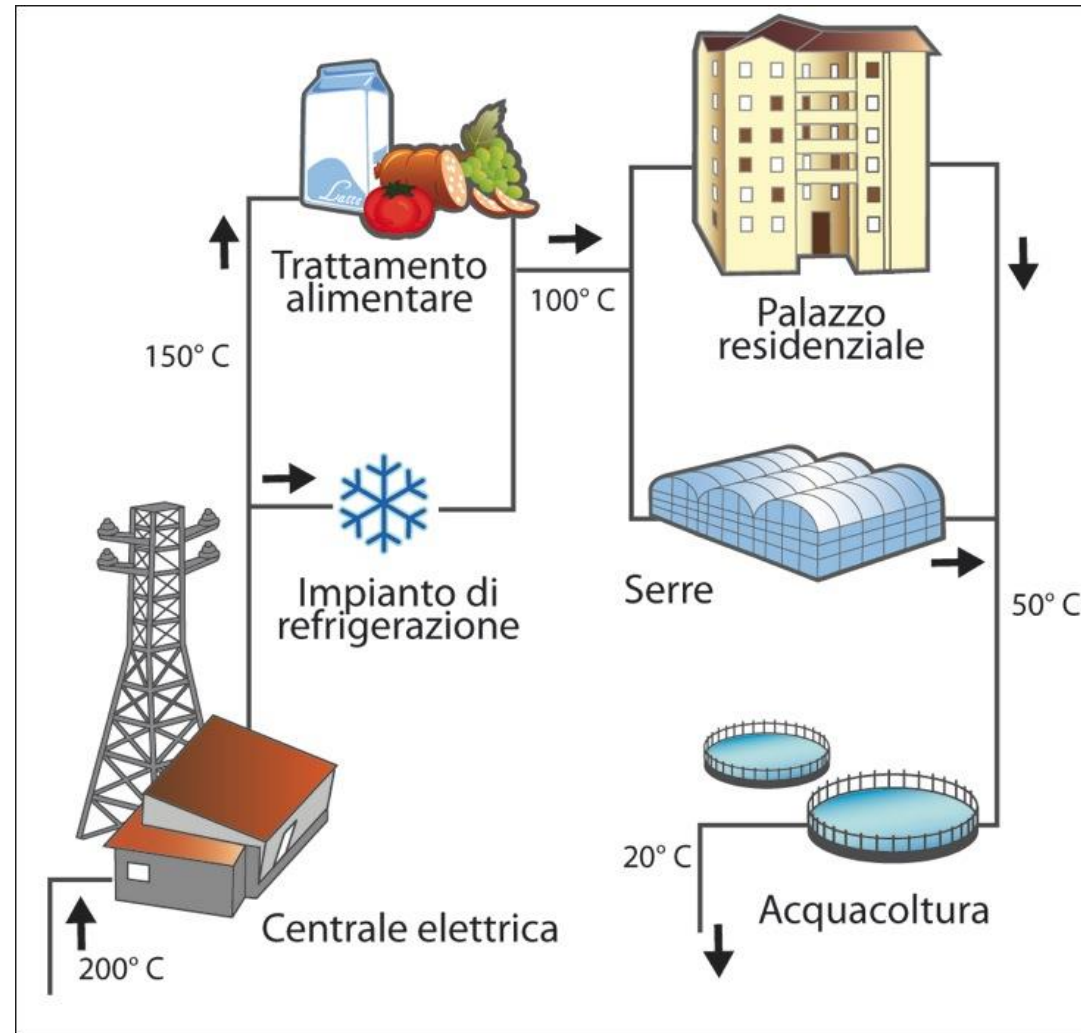 Latte
Trattamento
alimentare
100° C
Palazzo
residenziale
150° C
Impianto di
refrigerazione
Serre
50° C
20° C
Acquacoltura
Centrale elettrica
200° C